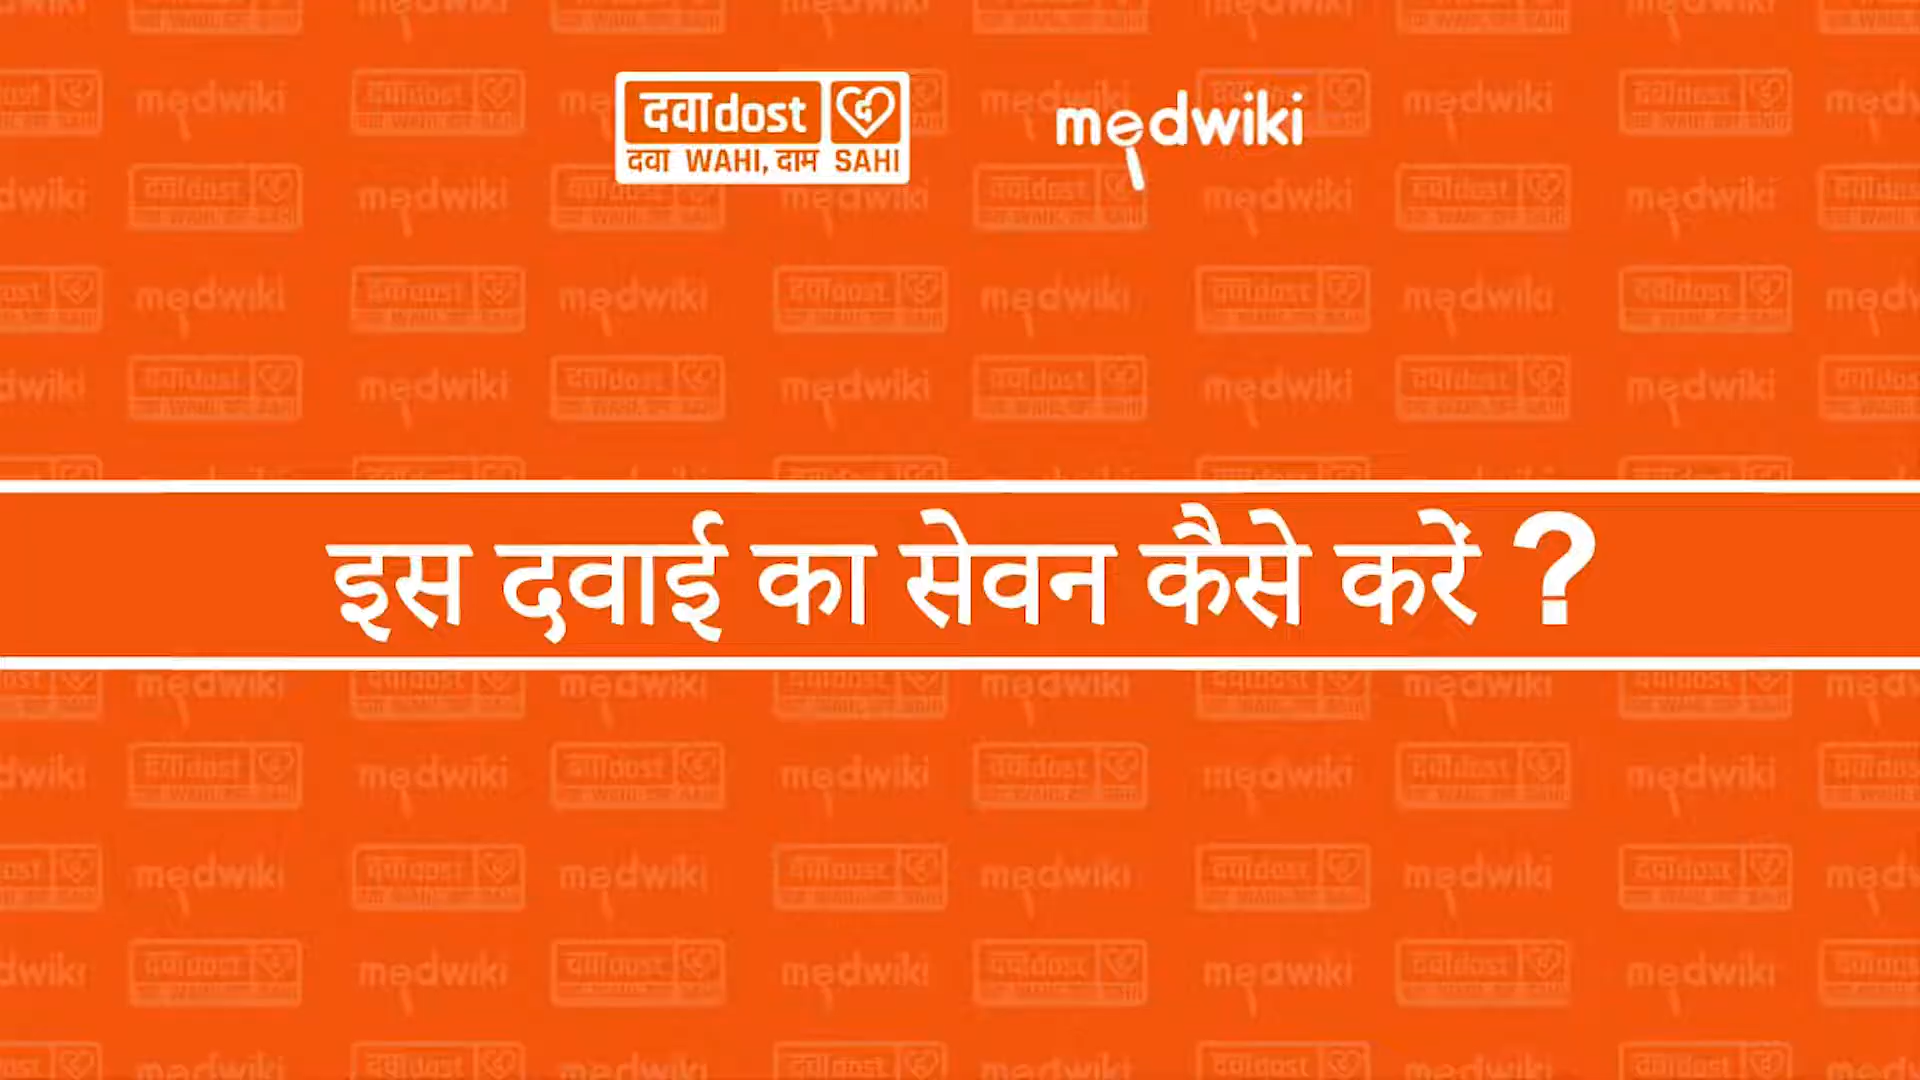 दवाdost द
दवा WAHI, दाम SAHI
medwiki
इस दवाई का सेवन कैसे करें ?